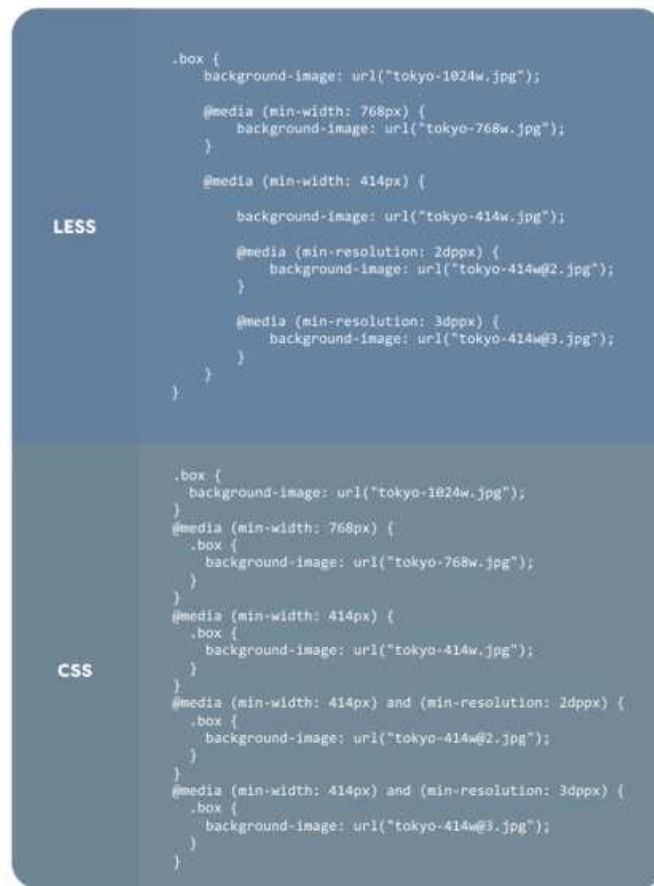 LESS
.box {
    background-image: url("tokyo-1024w.jpg");
    @media (min-width: 768px) {
        background-image: url("tokyo-768w.jpg");
    }
    @media (min-width: 414px) {
        background-image: url("tokyo-414w.jpg");
        @media (min-resolution: 2dppx) {
            background-image: url("tokyo-414w@2.jpg");
        }
        @media (min-resolution: 3dppx) {
            background-image: url("tokyo-414w@3.jpg");
        }
    }
}
CSS
.box {
  background-image: url("tokyo-1024w.jpg");
}
@media (min-width: 768px) {
  .box {
    background-image: url("tokyo-768w.jpg");
  }
}
@media (min-width: 414px) {
  .box {
    background-image: url("tokyo-414w.jpg");
  }
}
@media (min-width: 414px) and (min-resolution: 2dppx) {
  .box {
    background-image: url("tokyo-414w@2.jpg");
  }
}
@media (min-width: 414px) and (min-resolution: 3dppx) {
  .box {
    background-image: url("tokyo-414w@3.jpg");
  }
}